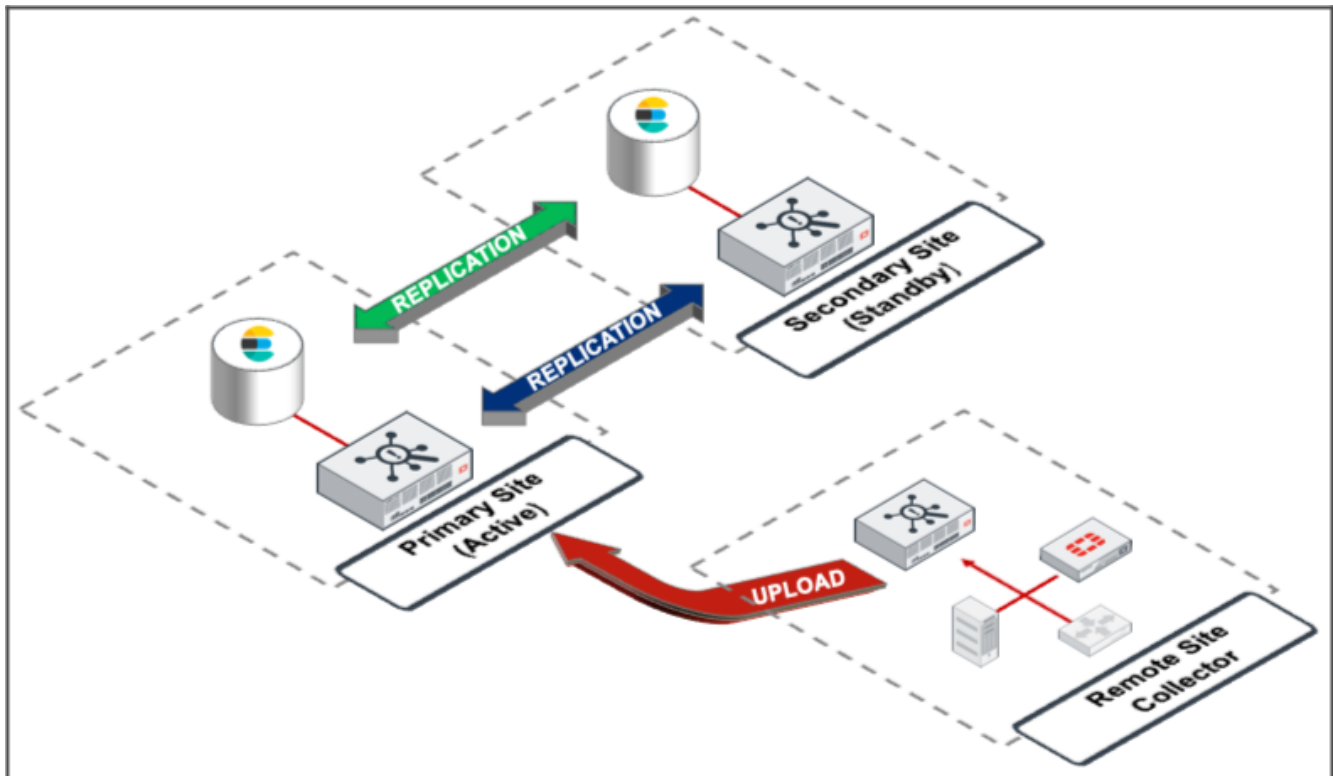 REPLICATION
REPLICATION
Secondary Site
(Standby)
Primary Site
(Active)
UPLOAD
Remote Site
Collector